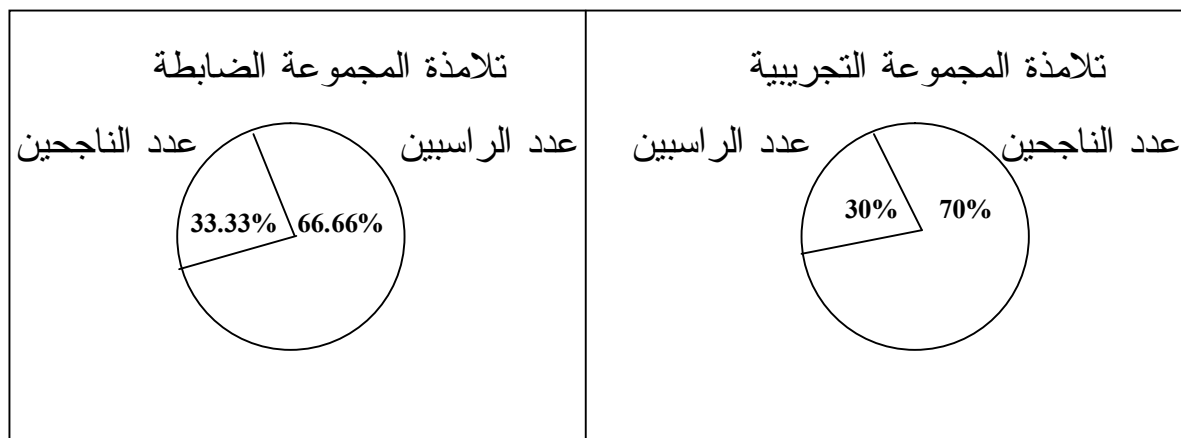 تلامذة المجموعة التجريبية
عدد الناجحين
عدد الراسبين
70%
30%
تلامذة المجموعة الضابطة
عدد الراسبين
عدد الناجحين
66.66%
33.33%